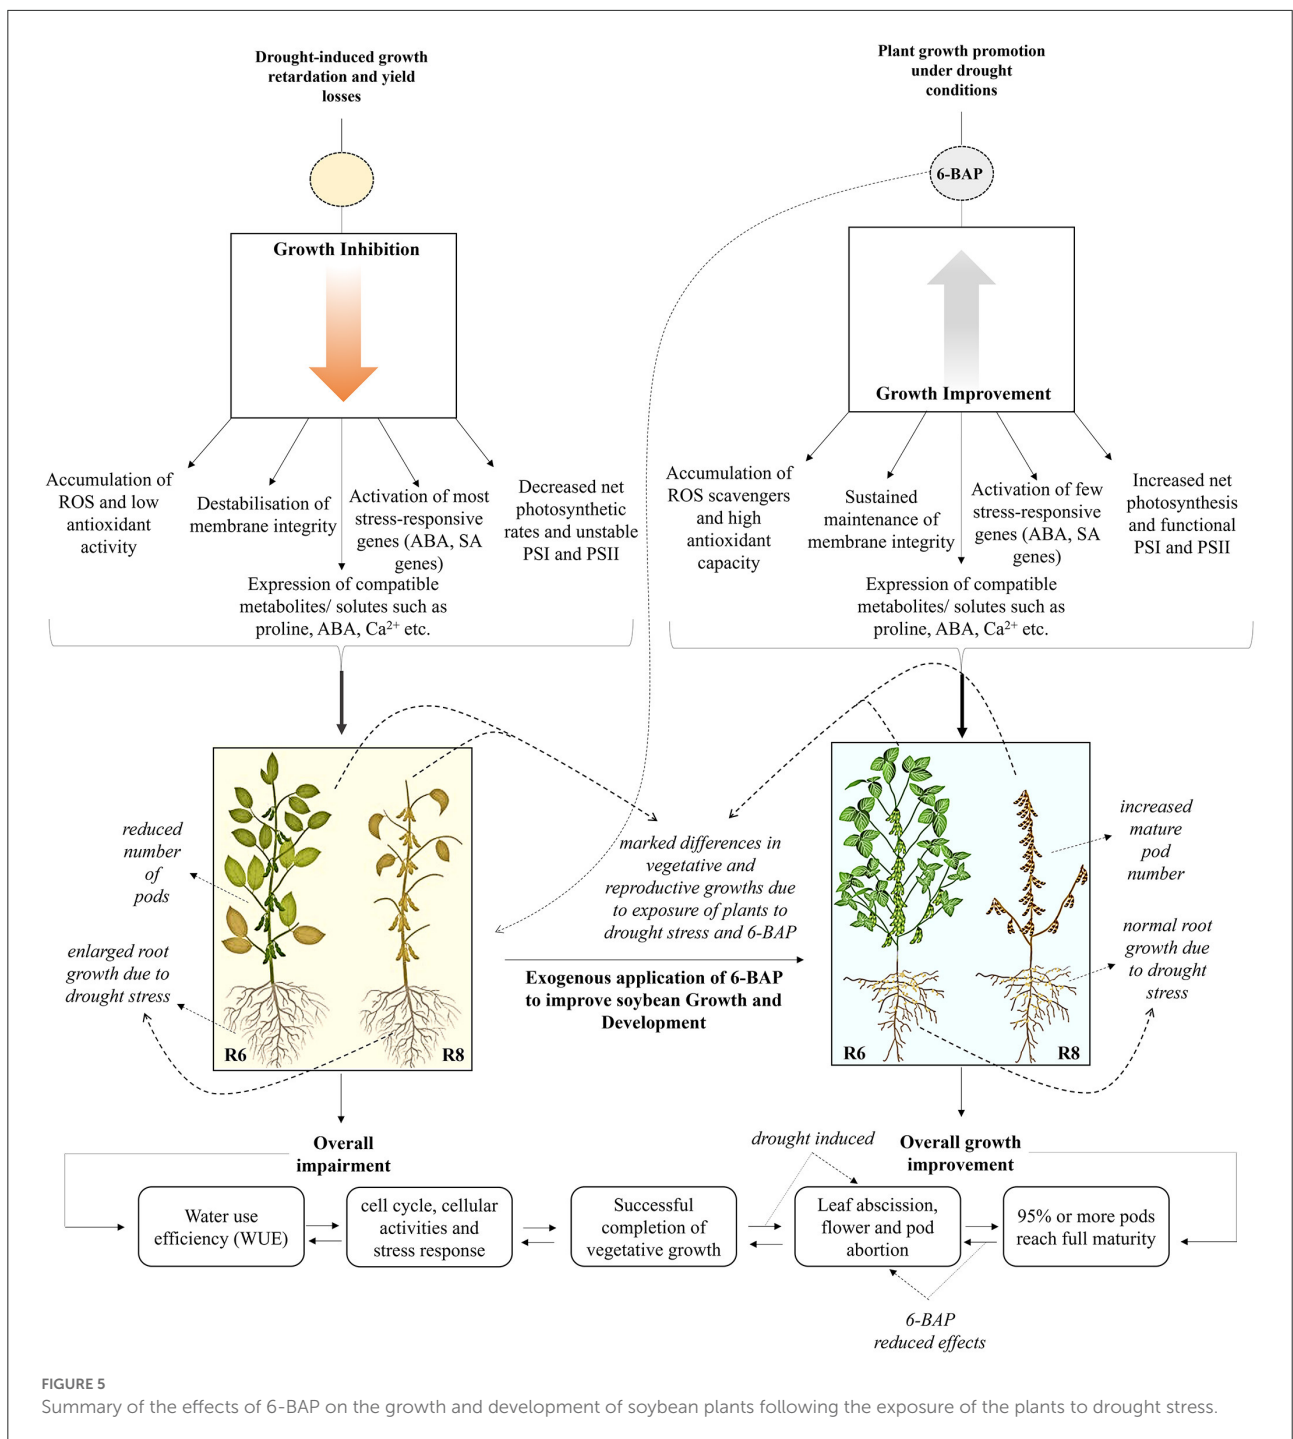 Drought-induced growth
retardation and yield
losses
Plant growth promotion
under drought
conditions
6-BAP
Growth Inhibition
Growth Improvement
Accumulation of
ROS and low
antioxidant
activity
Destabilisation of
membrane integrity
Activation of most
stress-responsive
genes (ABA, SA
genes)
Decreased net
photosynthetic
rates and unstable
PSI and PSII
Expression of compatible
metabolites/ solutes such as
proline, ABA, Ca²⁺ etc.
Accumulation of
ROS scavengers
and high
antioxidant
capacity
Sustained
maintenance of
membrane integrity
Activation of few
stress-responsive
genes (ABA, SA
genes)
Increased net
photosynthesis
and functional
PSI and PSII
Expression of compatible
metabolites/ solutes such as
proline, ABA, Ca²⁺ etc.
reduced
number
of
pods
enlarged root
growth due to
drought stress
R6
R8
marked differences in
vegetative and
reproductive growths due
to exposure of plants to
drought stress and 6-BAP
Exogenous application of 6-BAP
to improve soybean Growth and
Development
R6
R8
increased
mature
pod
number
normal root
growth due
to drought
stress
Overall
impairment
drought induced
Overall growth
improvement
Water use
efficiency (WUE)
cell cycle, cellular
activities and
stress response
Successful
completion of
vegetative growth
Leaf abscission,
flower and pod
abortion
95% or more pods
reach full maturity
6-BAP
reduced effects
FIGURE 5
Summary of the effects of 6-BAP on the growth and development of soybean plants following the exposure of the plants to drought stress.